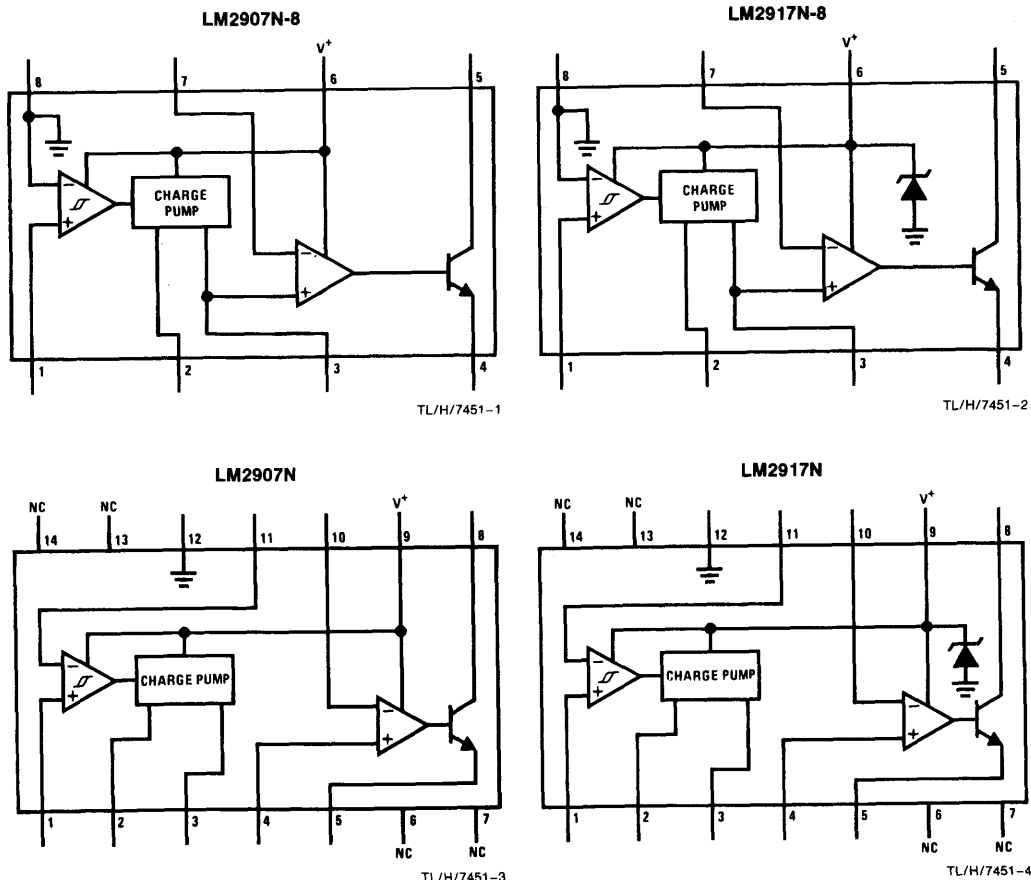 LM2907N-8
V+
8
7
6
5
−
+
CHARGE
PUMP
−
+
1
2
3
4
TL/H/7451–1
LM2917N-8
V+
8
7
6
5
−
+
CHARGE
PUMP
−
+
1
2
3
4
TL/H/7451–2
LM2907N
NC
NC
V+
14
13
12
11
10
9
8
−
+
CHARGE PUMP
−
+
1
2
3
4
5
6
7
NC
NC
TL/H/7451–3
LM2917N
NC
NC
V+
14
13
12
11
10
9
8
−
+
CHARGE PUMP
−
+
1
2
3
4
5
6
7
NC
NC
TL/H/7451–4